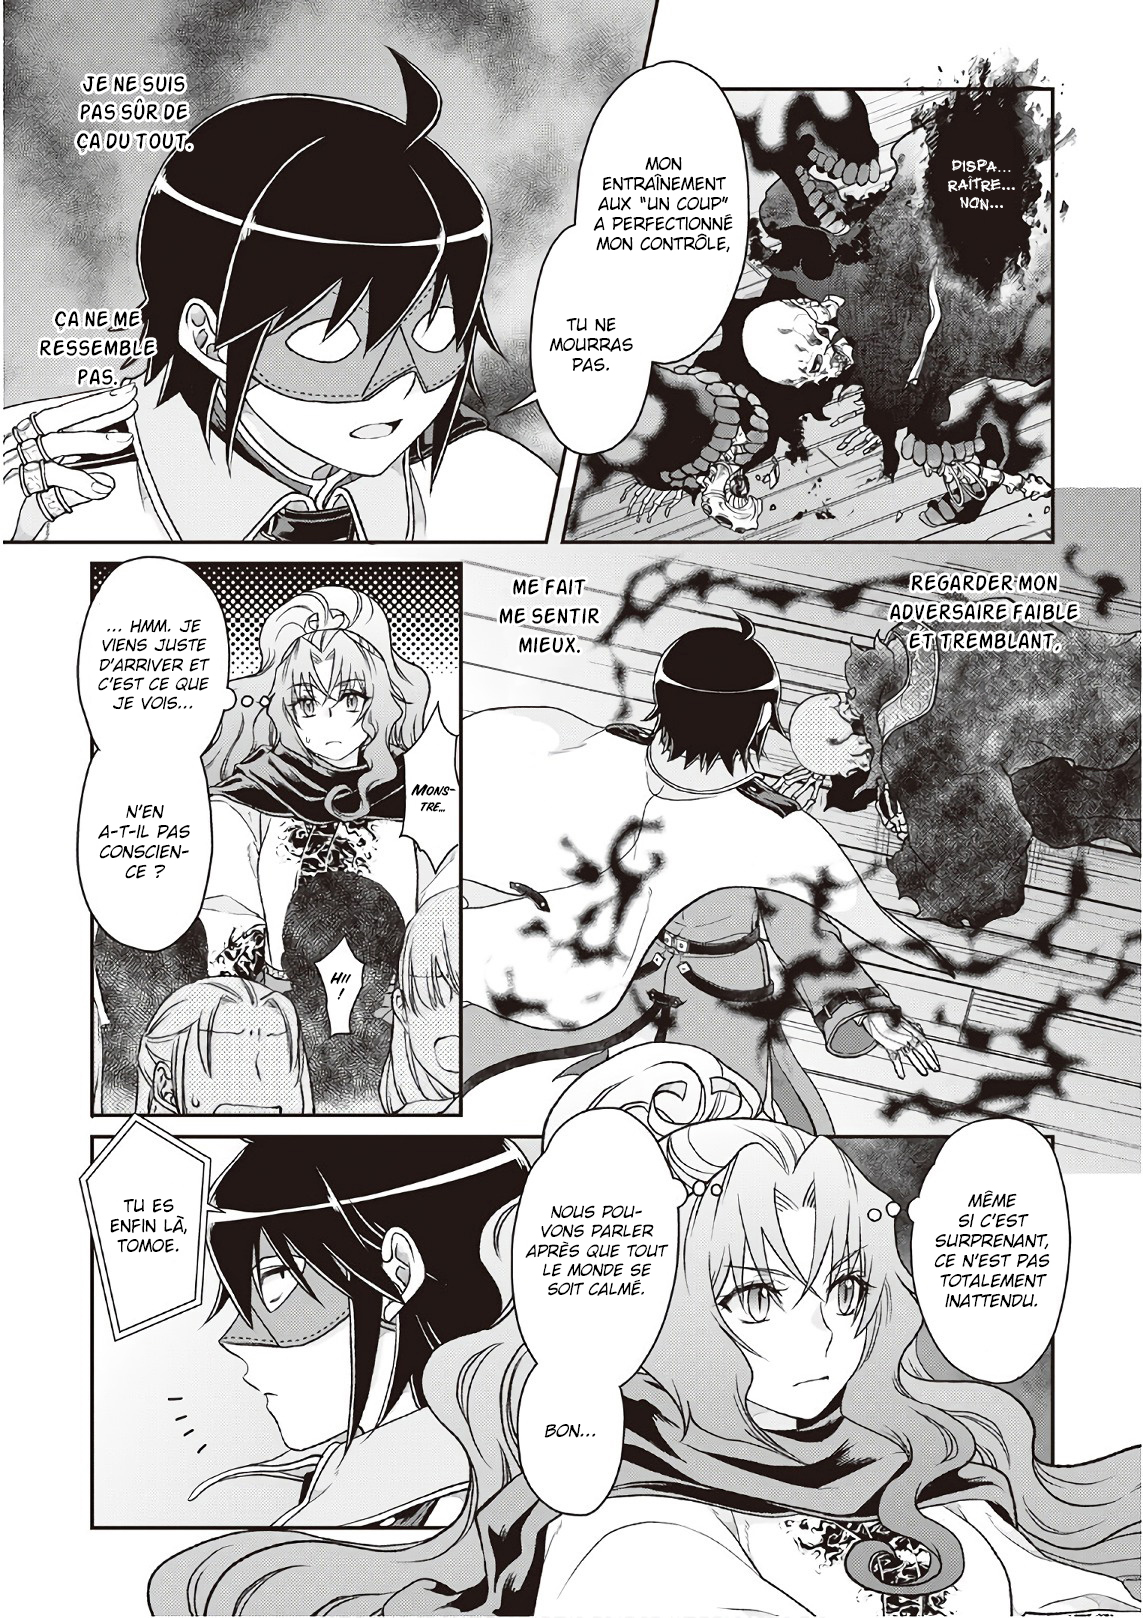 DISPA...
RAÎTRE...
NON...
MON
ENTRAÎNEMENT
AUX "UN COUP"
A PERFECTIONNÉ
MON CONTRÔLE,
TU NE
MOURRAS
PAS.
JE NE SUIS
PAS SÛR DE
ÇA DU TOUT.
ÇA NE ME
RESSEMBLE
PAS.
REGARDER MON
ADVERSAIRE FAIBLE
ET TREMBLANT,
ME FAIT
ME SENTIR
MIEUX.
MONS-
TRE...
... HMM. JE
VIENS JUSTE
D'ARRIVER ET
C'EST CE QUE
JE VOIS...
N'EN
A-T-IL PAS
CONSCIEN-
CE ?
HII
!
MÊME
SI C'EST
SURPRENANT,
CE N'EST PAS
TOTALEMENT
INATTENDU.
NOUS POU-
VONS PARLER
APRÈS QUE TOUT
LE MONDE SE
SOIT CALMÉ.
BON...
TU ES
ENFIN LÀ,
TOMOE.